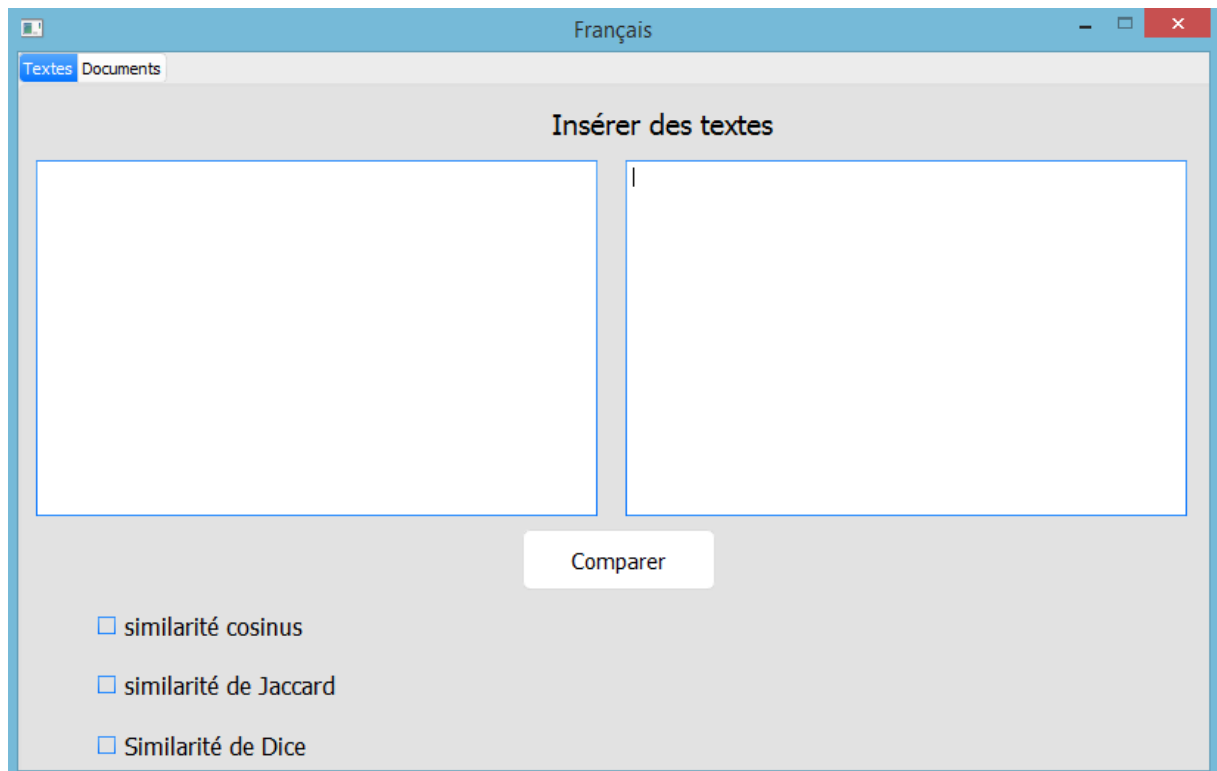 Français
Textes Documents
Insérer des textes
Comparer
similarité cosinus
similarité de Jaccard
Similarité de Dice